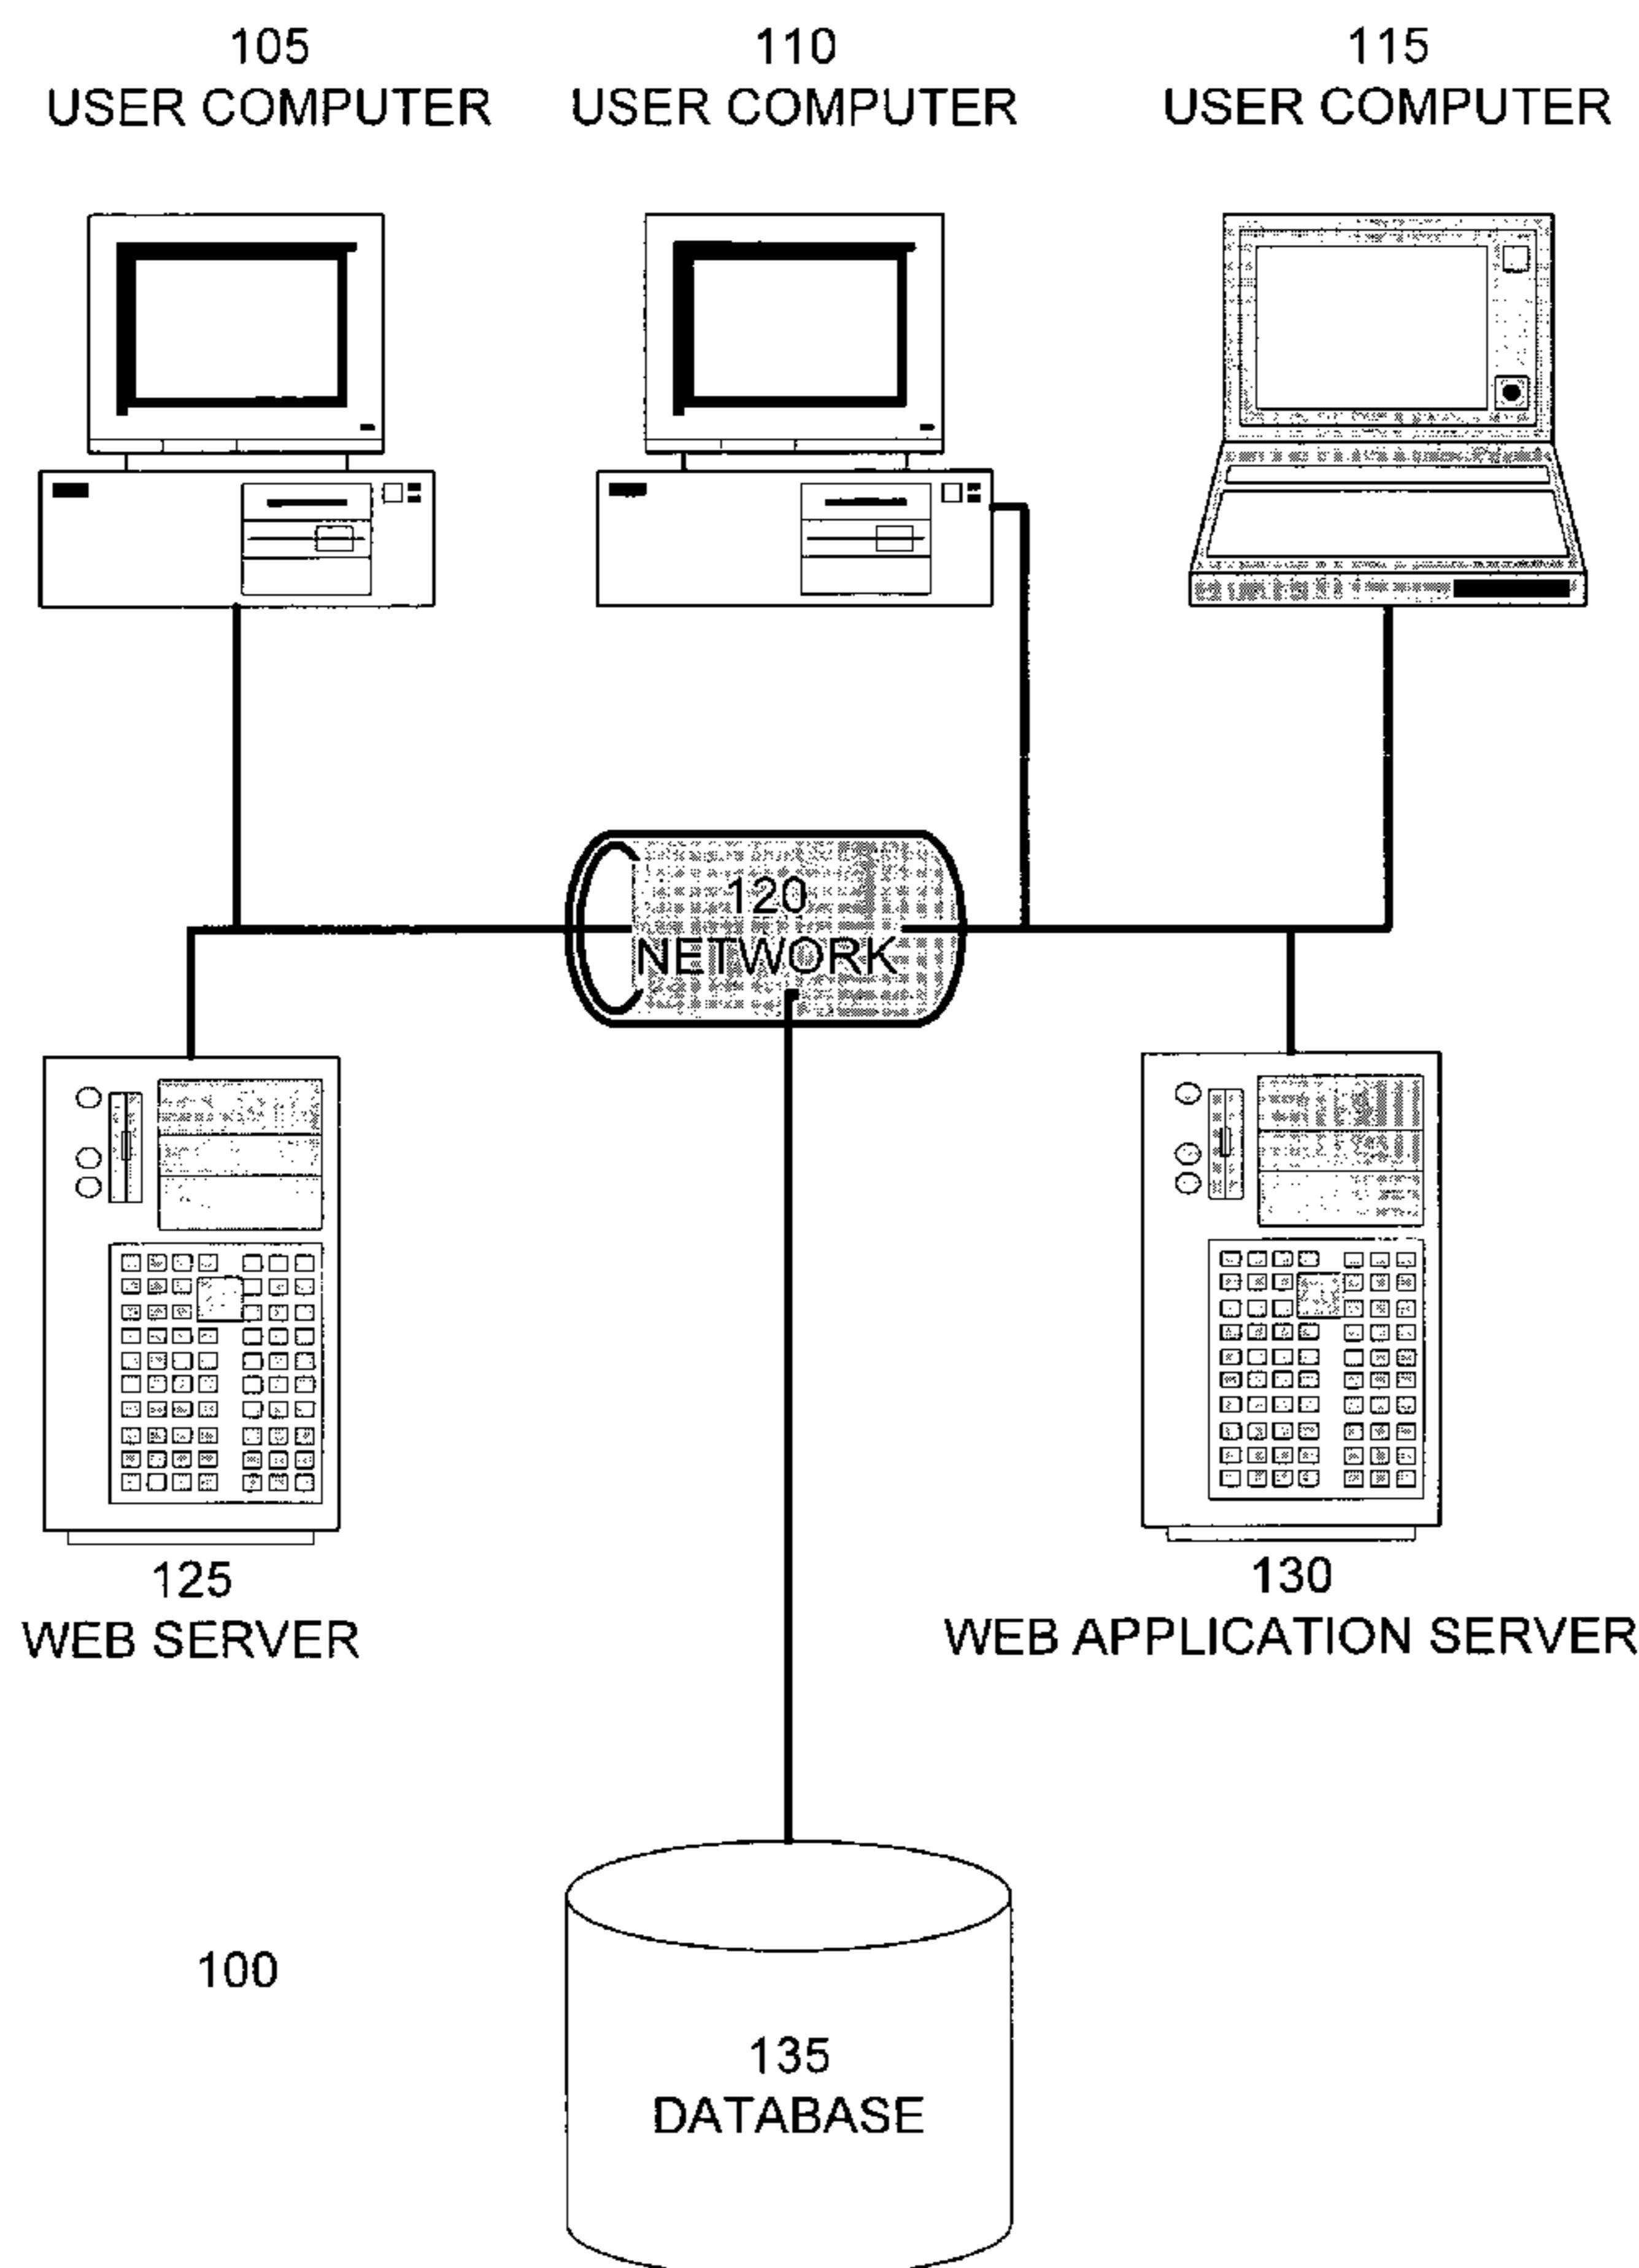 105
USER COMPUTER
110
USER COMPUTER
115
USER COMPUTER
120
NETWORK
125
WEB SERVER
130
WEB APPLICATION SERVER
100
135
DATABASE